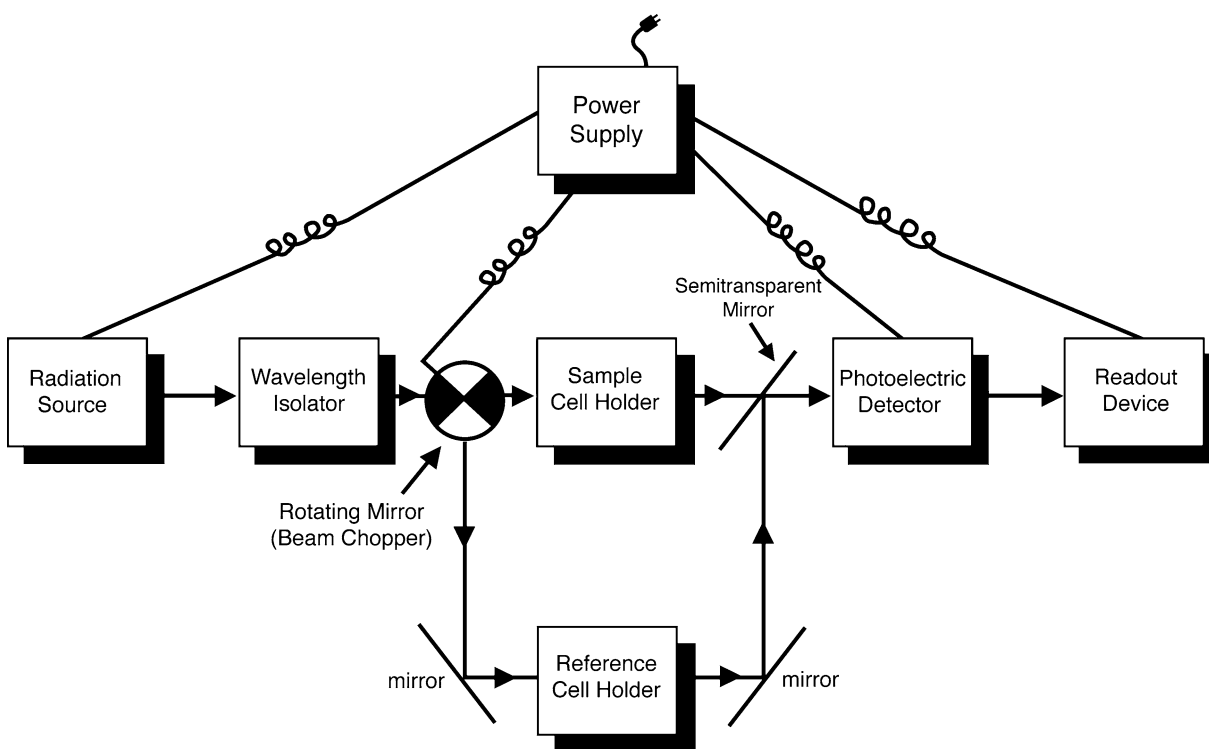 Power
Supply
Semitransparent
Mirror
Radiation
Source
Wavelength
Isolator
Sample
Cell Holder
Photoelectric
Detector
Readout
Device
Rotating Mirror
(Beam Chopper)
mirror
Reference
Cell Holder
mirror